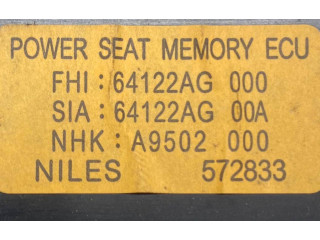 POWER SEAT MEMORY ECU
FHI : 64122AG 000
SIA : 64122AG 00A
NHK : A9502 000
NILES 572833